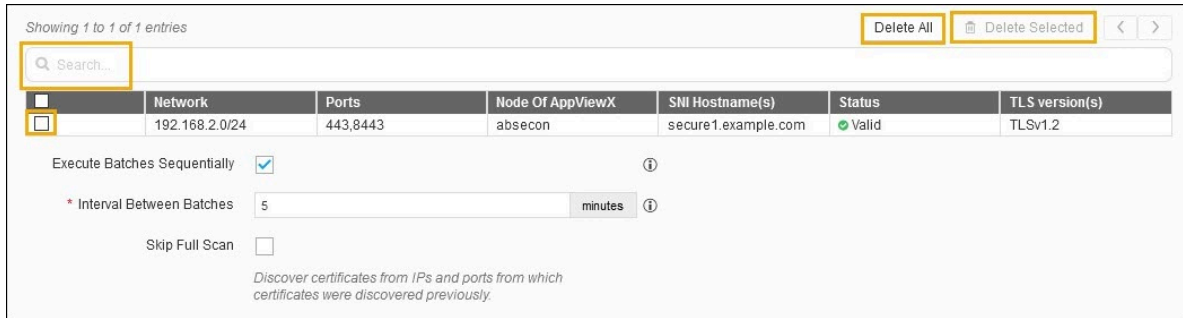 Showing 1 to 1 of 1 entries Delete All Delete Selected < >
Search...
Network Ports Node Of AppViewX SNI Hostname(s) Status TLS version(s)
192.168.2.0/24 443,8443 absecon secure1.example.com Valid TLSv1.2
Execute Batches Sequentially
* Interval Between Batches 5 minutes
Skip Full Scan
Discover certificates from IPs and ports from which
certificates were discovered previously.